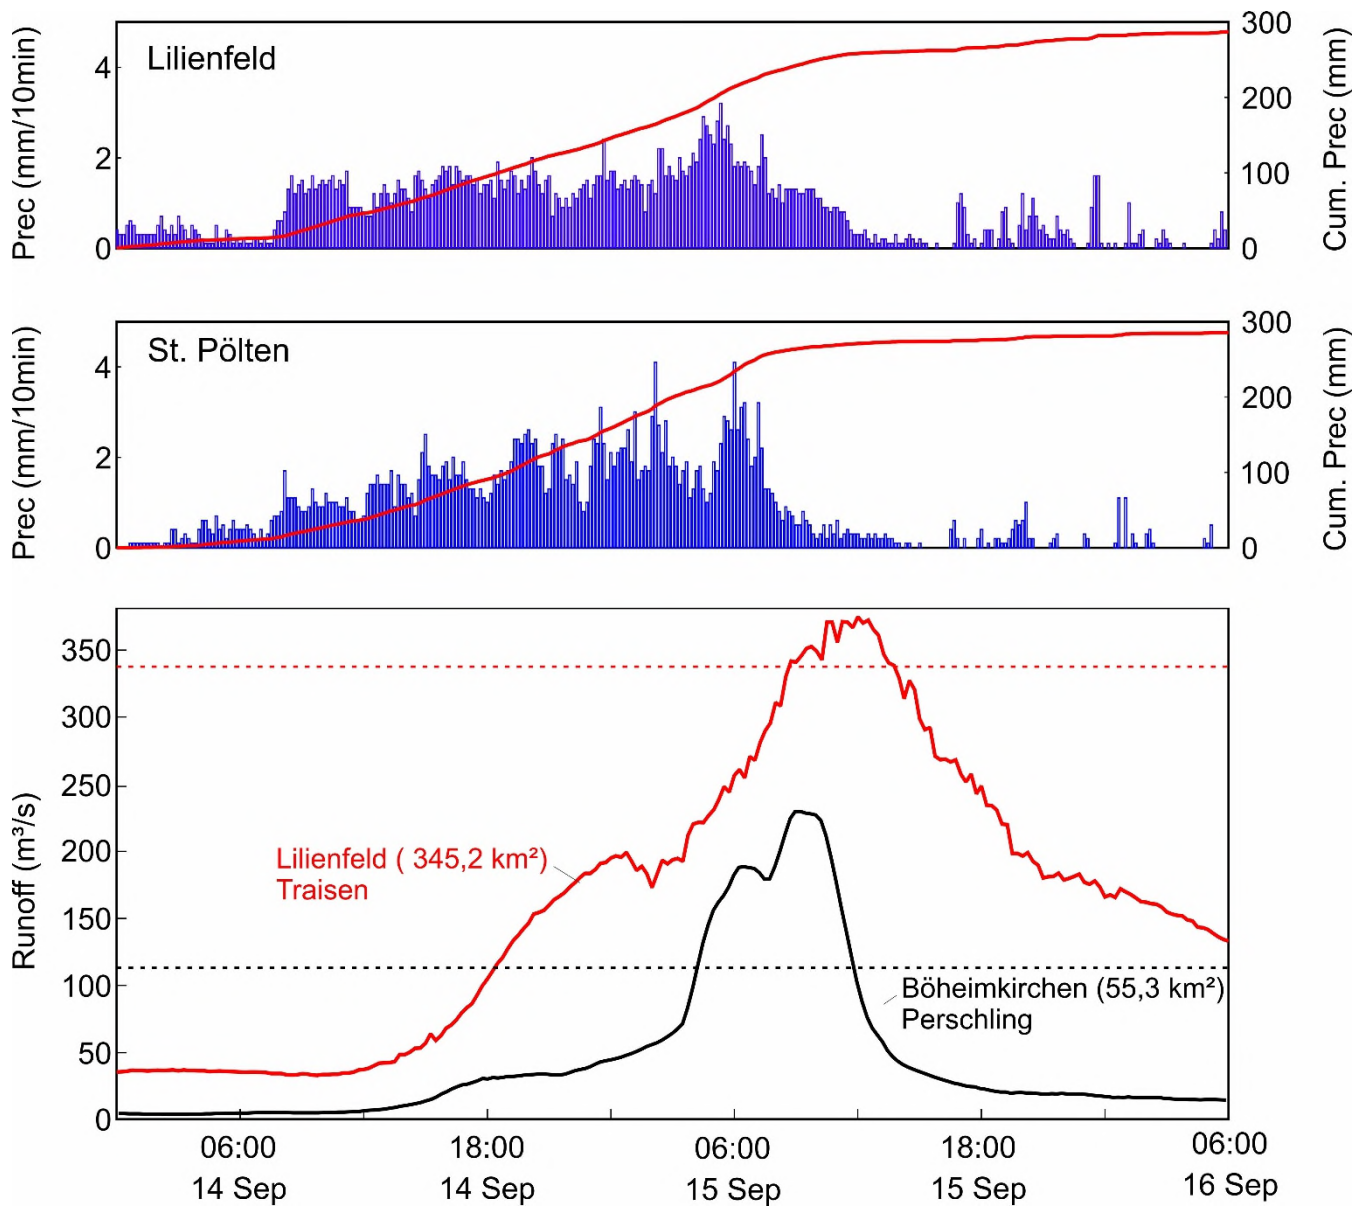 Lilienfeld
Prec (mm/10min)
4
2
0
300
200
100
0
Cum. Prec (mm)
St. Pölten
Prec (mm/10min)
4
2
0
300
200
100
0
Cum. Prec (mm)
Runoff (m³/s)
350
300
250
200
150
100
50
0
Lilienfeld ( 345,2 km²)
Traisen
Böheimkirchen (55,3 km²)
Perschling
06:00 18:00 06:00 18:00 06:00
14 Sep 14 Sep 15 Sep 15 Sep 16 Sep